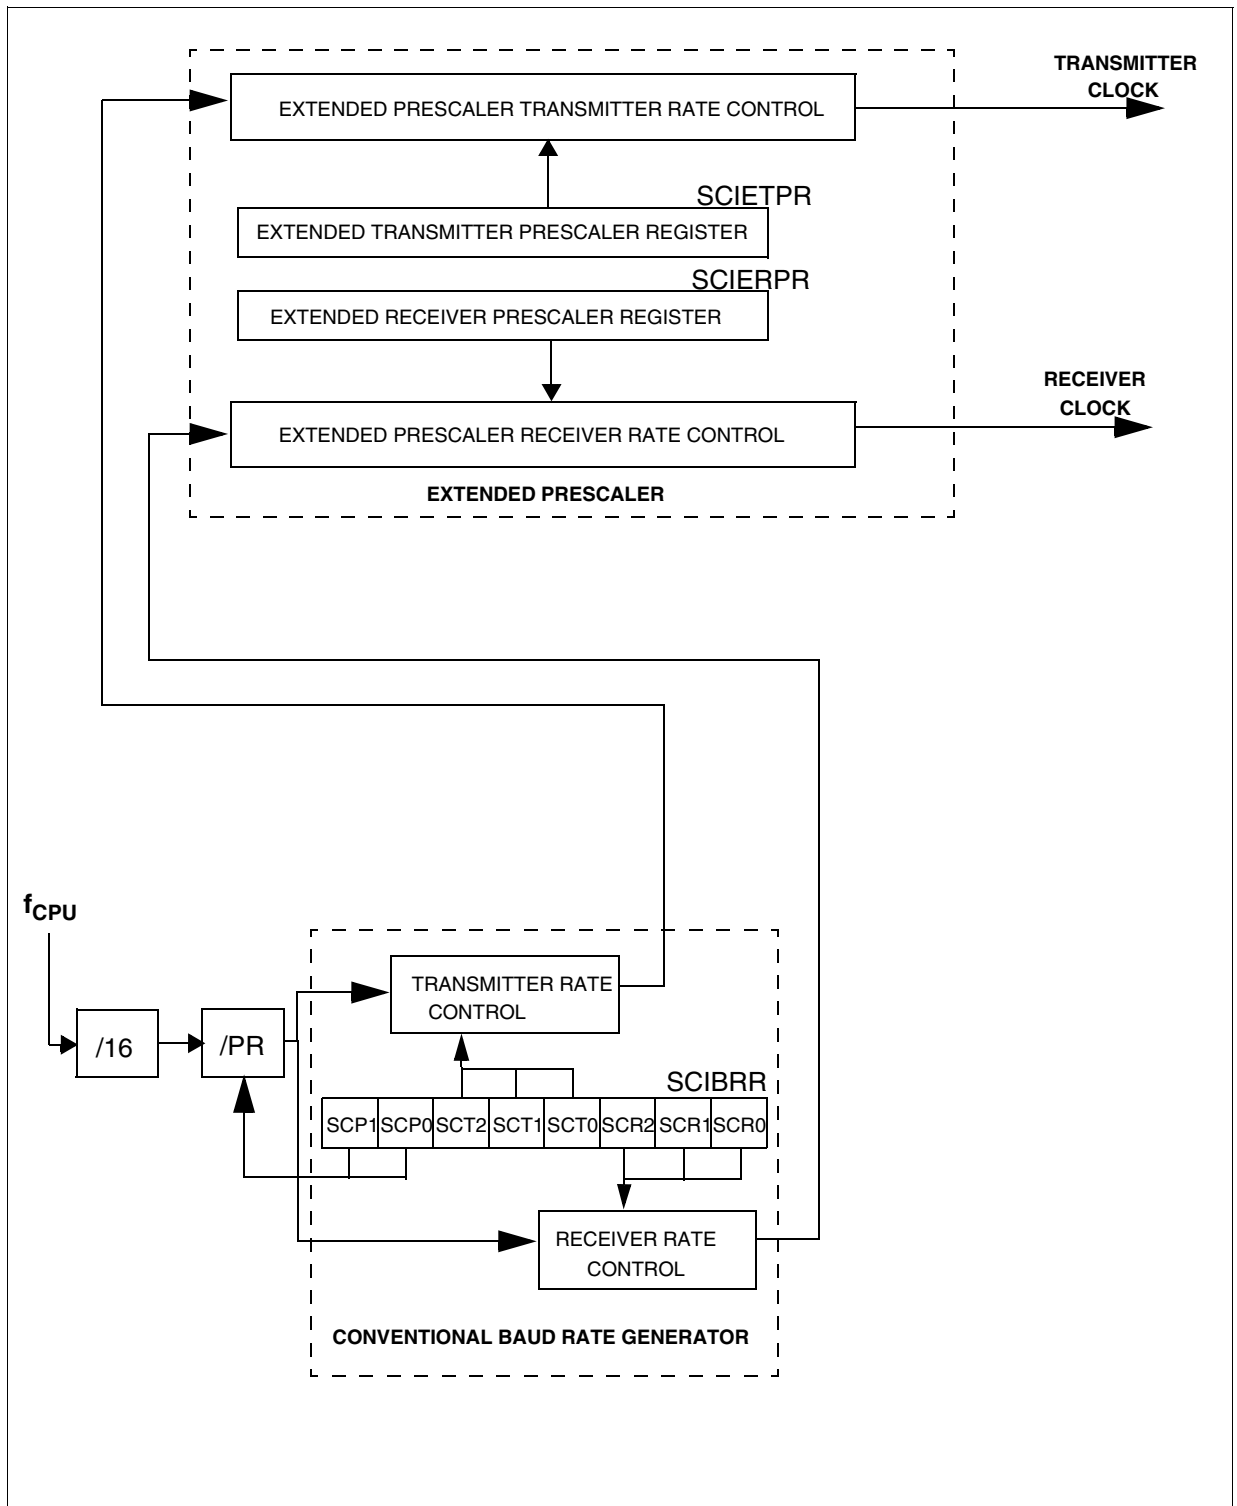 TRANSMITTER
CLOCK
EXTENDED PRESCALER TRANSMITTER RATE CONTROL
SCIETPR
EXTENDED TRANSMITTER PRESCALER REGISTER
SCIERPR
EXTENDED RECEIVER PRESCALER REGISTER
RECEIVER
CLOCK
EXTENDED PRESCALER RECEIVER RATE CONTROL
EXTENDED PRESCALER
fCPU
TRANSMITTER RATE
CONTROL
/16
/PR
SCIBRR
SCP1 SCP0 SCT2 SCT1 SCT0 SCR2 SCR1 SCR0
RECEIVER RATE
CONTROL
CONVENTIONAL BAUD RATE GENERATOR